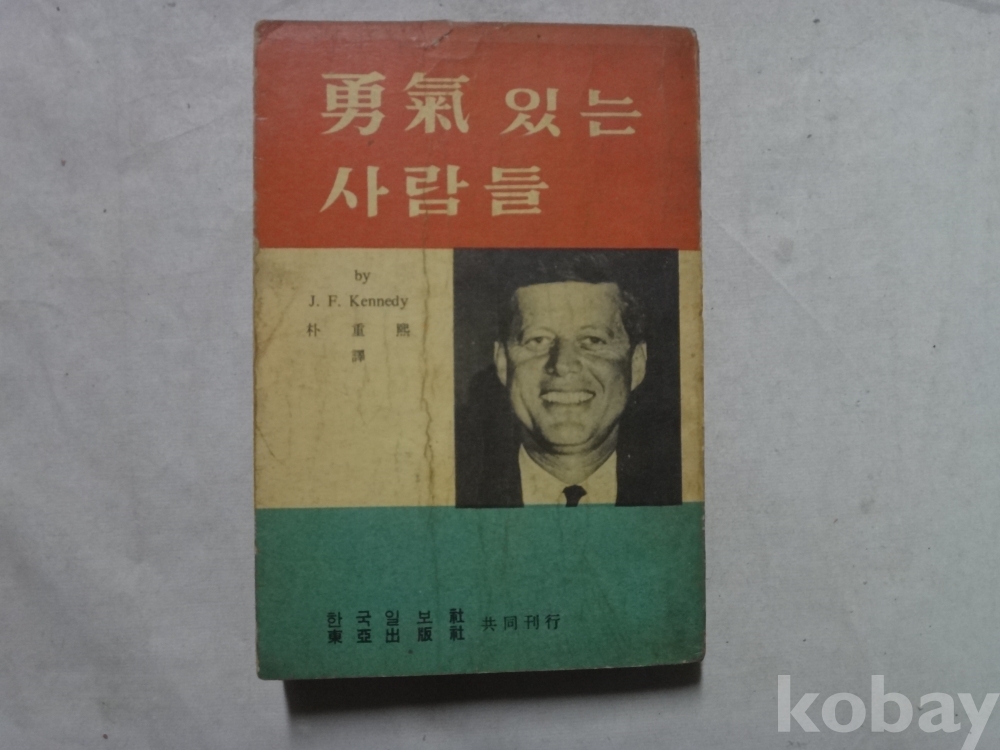 勇氣 있는
사람들
by
J. F. Kennedy
朴重熙
譯
한국일보社
東亞出版社
共同刊行
kobay